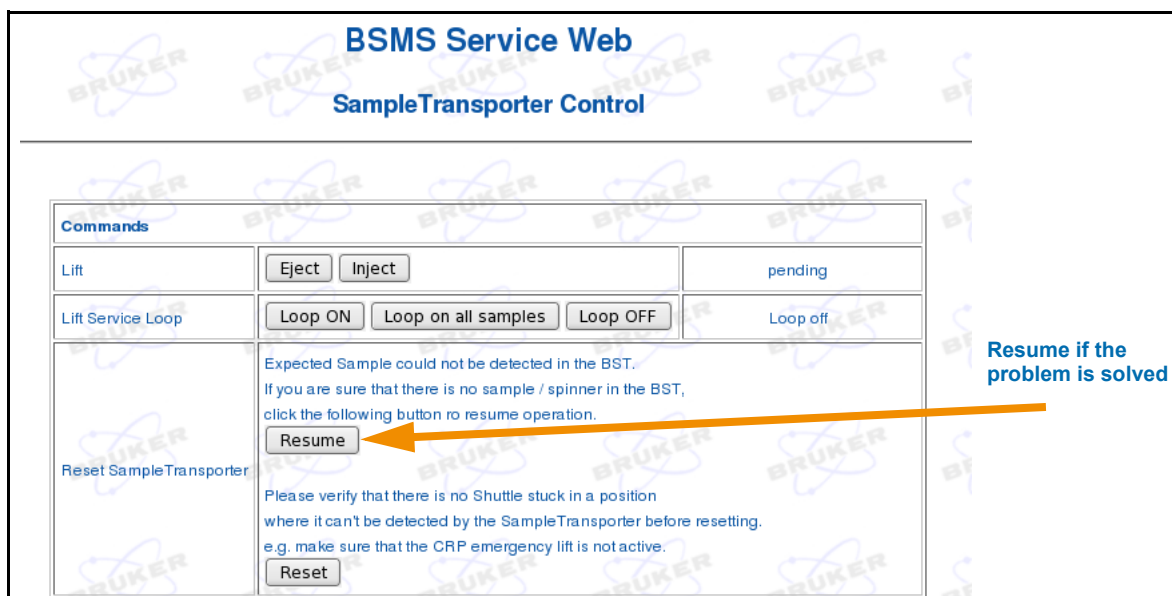 BSMS Service Web
SampleTransporter Control
Commands
Lift
Eject Inject
pending
Lift Service Loop
Loop ON Loop on all samples Loop OFF
Loop off
Reset SampleTransporter
Expected Sample could not be detected in the BST.
If you are sure that there is no sample / spinner in the BST,
click the following button ro resume operation.
Resume
Please verify that there is no Shuttle stuck in a position
where it can't be detected by the SampleTransporter before resetting.
e.g. make sure that the CRP emergency lift is not active.
Reset
Resume if the
problem is solved
BRUKER